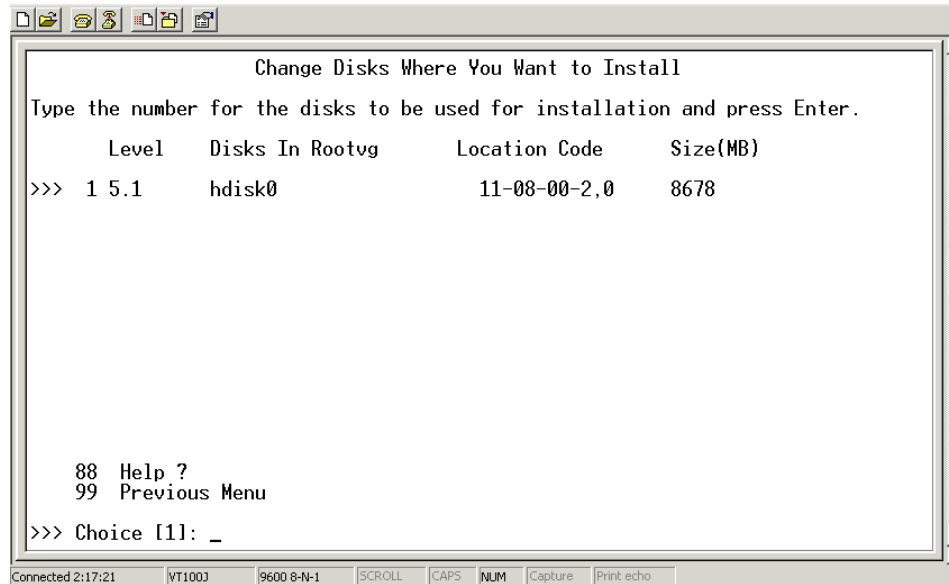 Change Disks Where You Want to Install
Type the number for the disks to be used for installation and press Enter.
Level Disks In Rootvg Location Code Size(MB)
>>> 1 5.1 hdisk0 11-08-00-2,0 8678
88 Help ?
99 Previous Menu
>>> Choice [1]: _
Connected 2:17:21 VT100J 9600 8-N-1 SCROLL CAPS NUM Capture Print echo